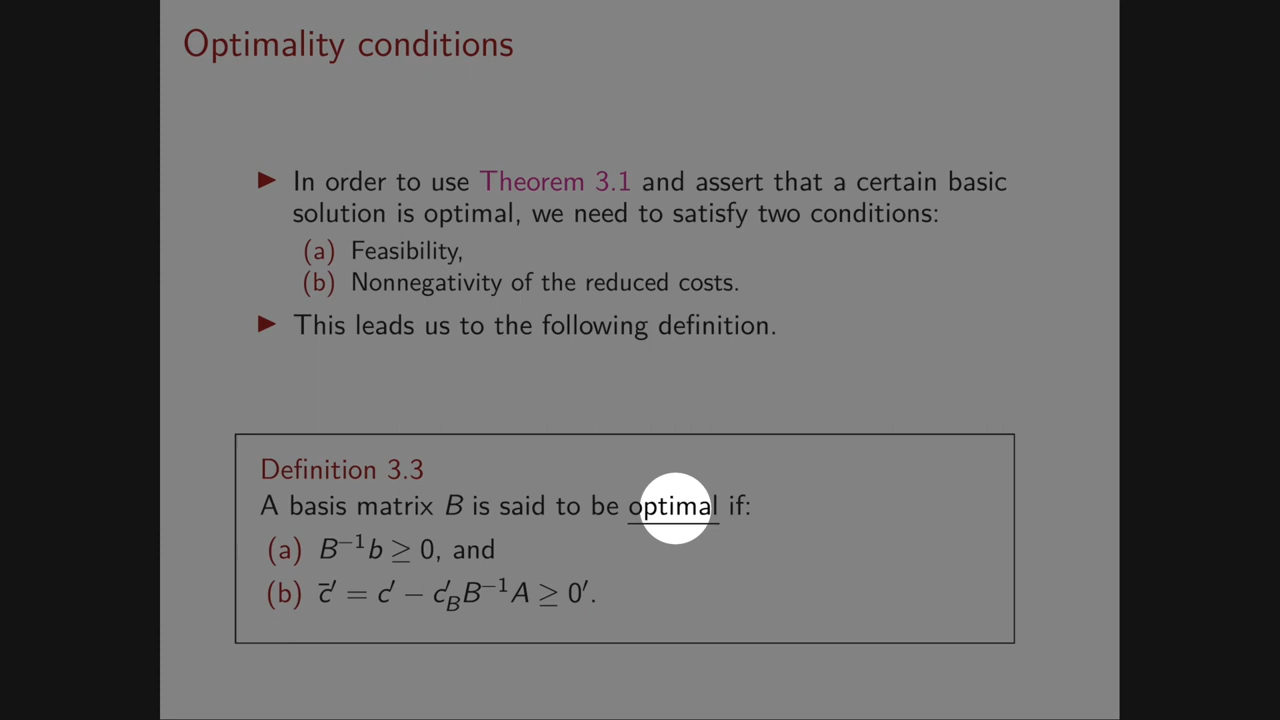 Optimality conditions
▶ In order to use Theorem 3.1 and assert that a certain basic
solution is optimal, we need to satisfy two conditions:
(a) Feasibility,
(b) Nonnegativity of the reduced costs.
▶ This leads us to the following definition.
Definition 3.3
A basis matrix B is said to be optimal if:
(a) B⁻¹b ≥ 0, and
(b) c̄′ = c′ − c′_B B⁻¹A ≥ 0′.